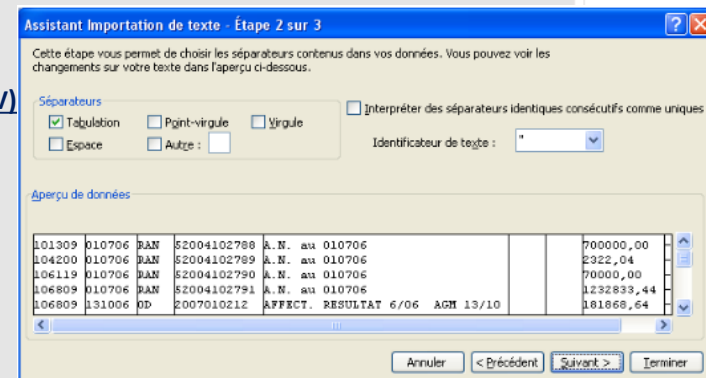 Assistant Importation de texte - Étape 2 sur 3
Cette étape vous permet de choisir les séparateurs contenus dans vos données. Vous pouvez voir les
changements sur votre texte dans l'aperçu ci-dessous.
Séparateurs
Tabulation Point-virgule Virgule
Espace Autre :
Interpréter des séparateurs identiques consécutifs comme uniques
Identificateur de texte : "
Aperçu de données
101309 010706 RAN 52004102788 A.N. au 010706 700000,00
104200 010706 RAN 52004102789 A.N. au 010706 2322,04
106119 010706 RAN 52004102790 A.N. au 010706 70000,00
106809 010706 RAN 52004102791 A.N. au 010706 1232833,44
106809 131006 OD 2007010212 AFFECT. RESULTAT 6/06 AGM 13/10 181868,64
Annuler < Précédent Suivant > Terminer